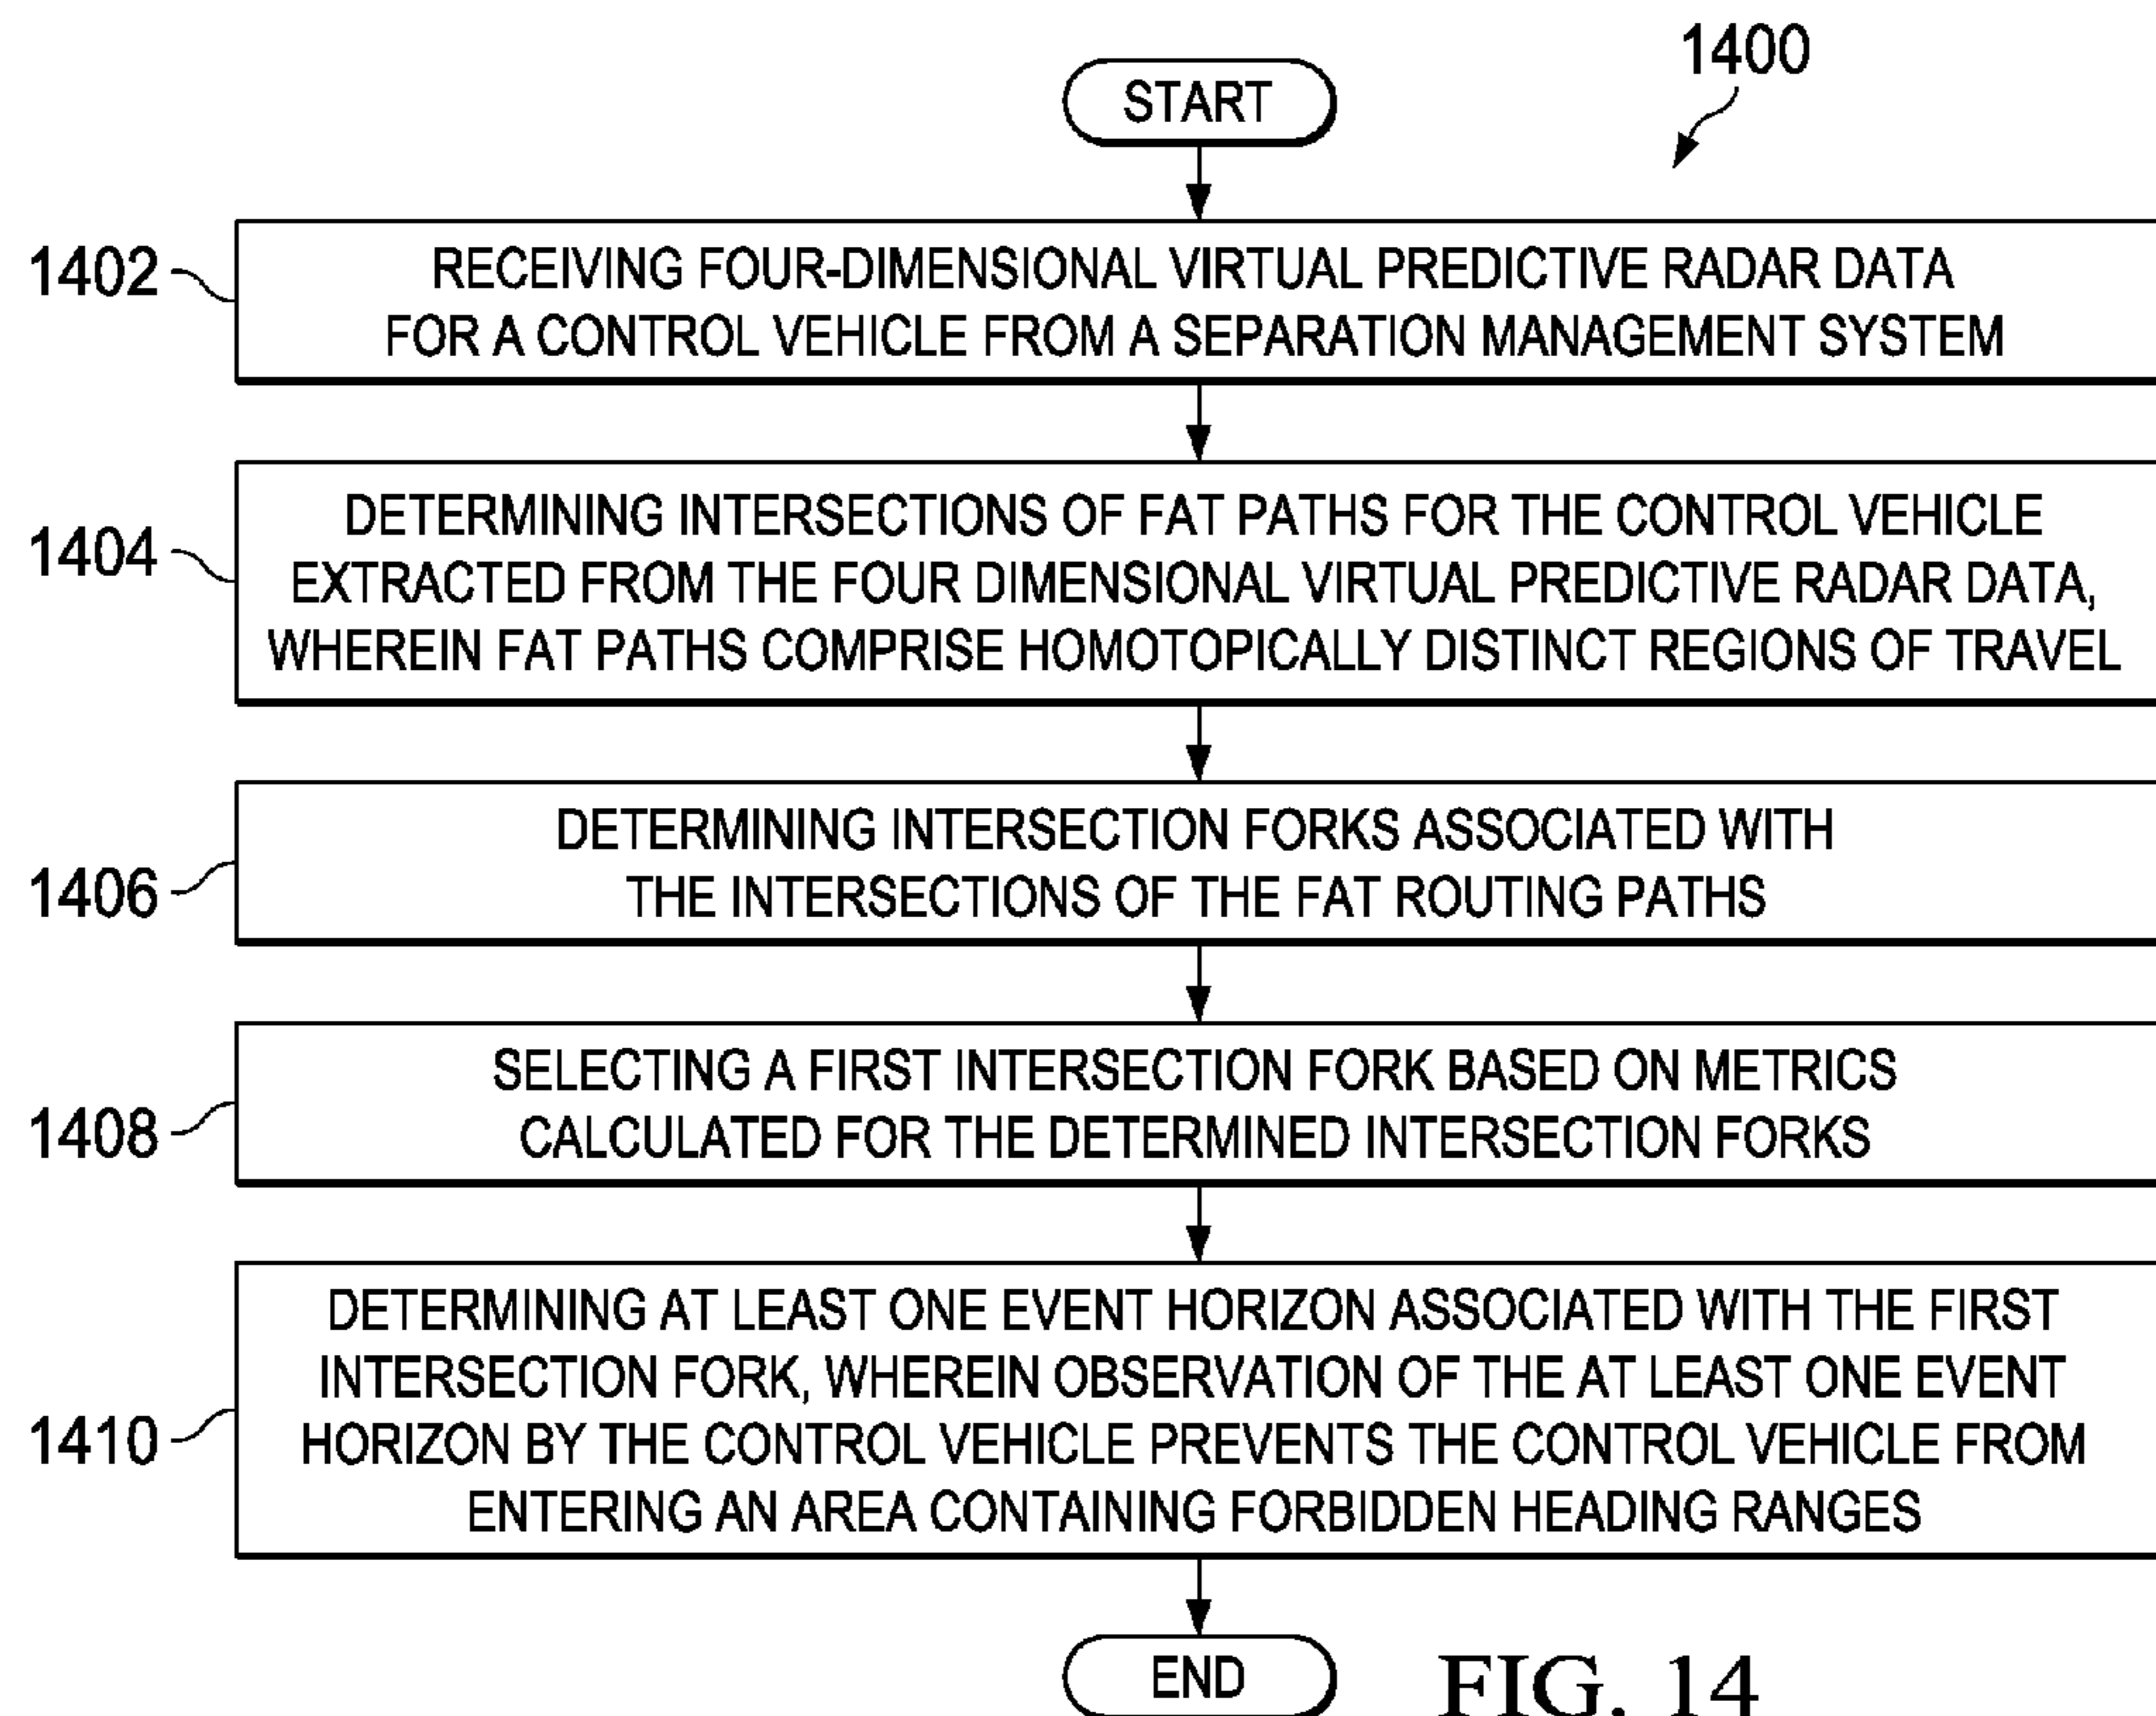 1400
START
1402
RECEIVING FOUR-DIMENSIONAL VIRTUAL PREDICTIVE RADAR DATA
FOR A CONTROL VEHICLE FROM A SEPARATION MANAGEMENT SYSTEM
1404
DETERMINING INTERSECTIONS OF FAT PATHS FOR THE CONTROL VEHICLE
EXTRACTED FROM THE FOUR DIMENSIONAL VIRTUAL PREDICTIVE RADAR DATA,
WHEREIN FAT PATHS COMPRISE HOMOTOPICALLY DISTINCT REGIONS OF TRAVEL
1406
DETERMINING INTERSECTION FORKS ASSOCIATED WITH
THE INTERSECTIONS OF THE FAT ROUTING PATHS
1408
SELECTING A FIRST INTERSECTION FORK BASED ON METRICS
CALCULATED FOR THE DETERMINED INTERSECTION FORKS
1410
DETERMINING AT LEAST ONE EVENT HORIZON ASSOCIATED WITH THE FIRST
INTERSECTION FORK, WHEREIN OBSERVATION OF THE AT LEAST ONE EVENT
HORIZON BY THE CONTROL VEHICLE PREVENTS THE CONTROL VEHICLE FROM
ENTERING AN AREA CONTAINING FORBIDDEN HEADING RANGES
END
FIG. 14